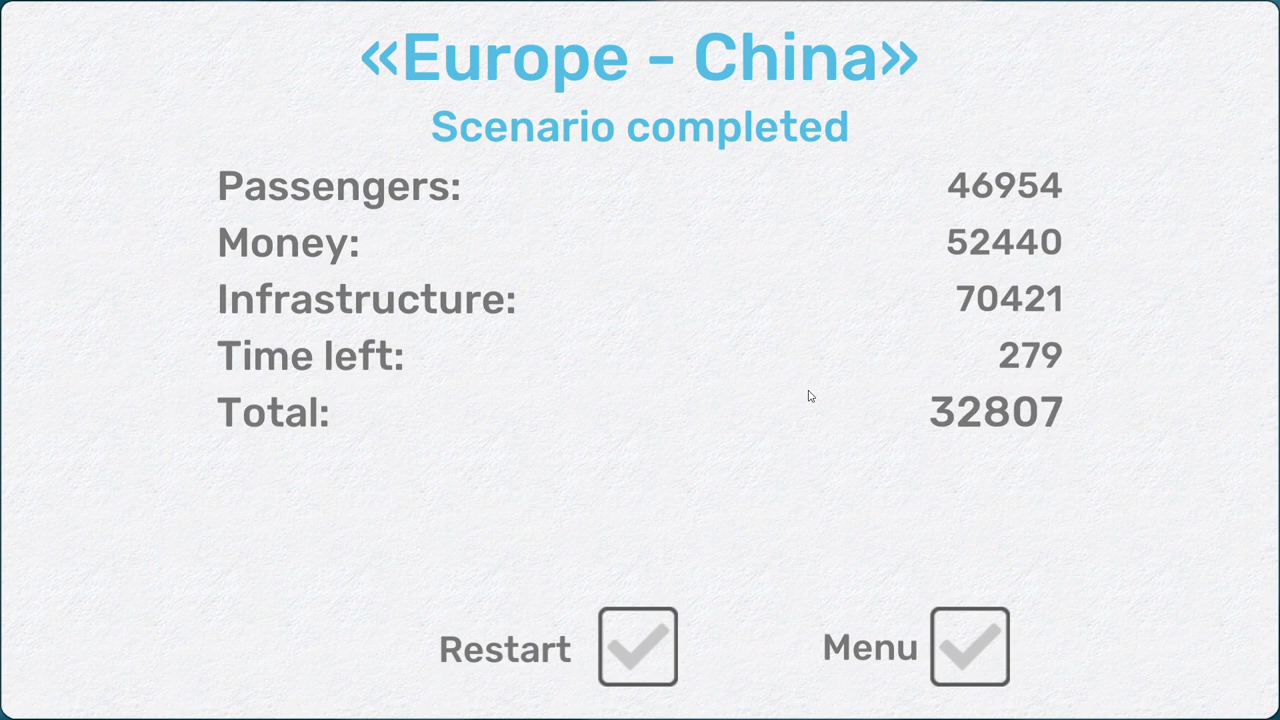 «Europe - China»
Scenario completed
Passengers: 46954
Money: 52440
Infrastructure: 70421
Time left: 279
Total: 32807
Restart Menu